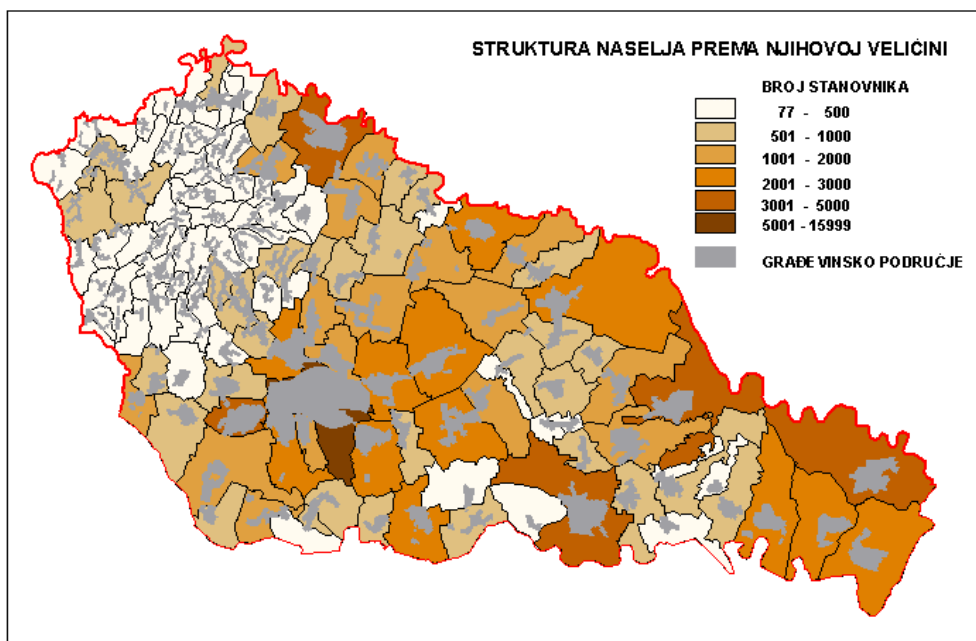 STRUKTURA NASELJA PREMA NJIHOVOJ VELIĆINI
BROJ STANOVNIKA
77 - 500
501 - 1000
1001 - 2000
2001 - 3000
3001 - 5000
5001 - 15999
GRAĐEVINSKO PODRUČJE